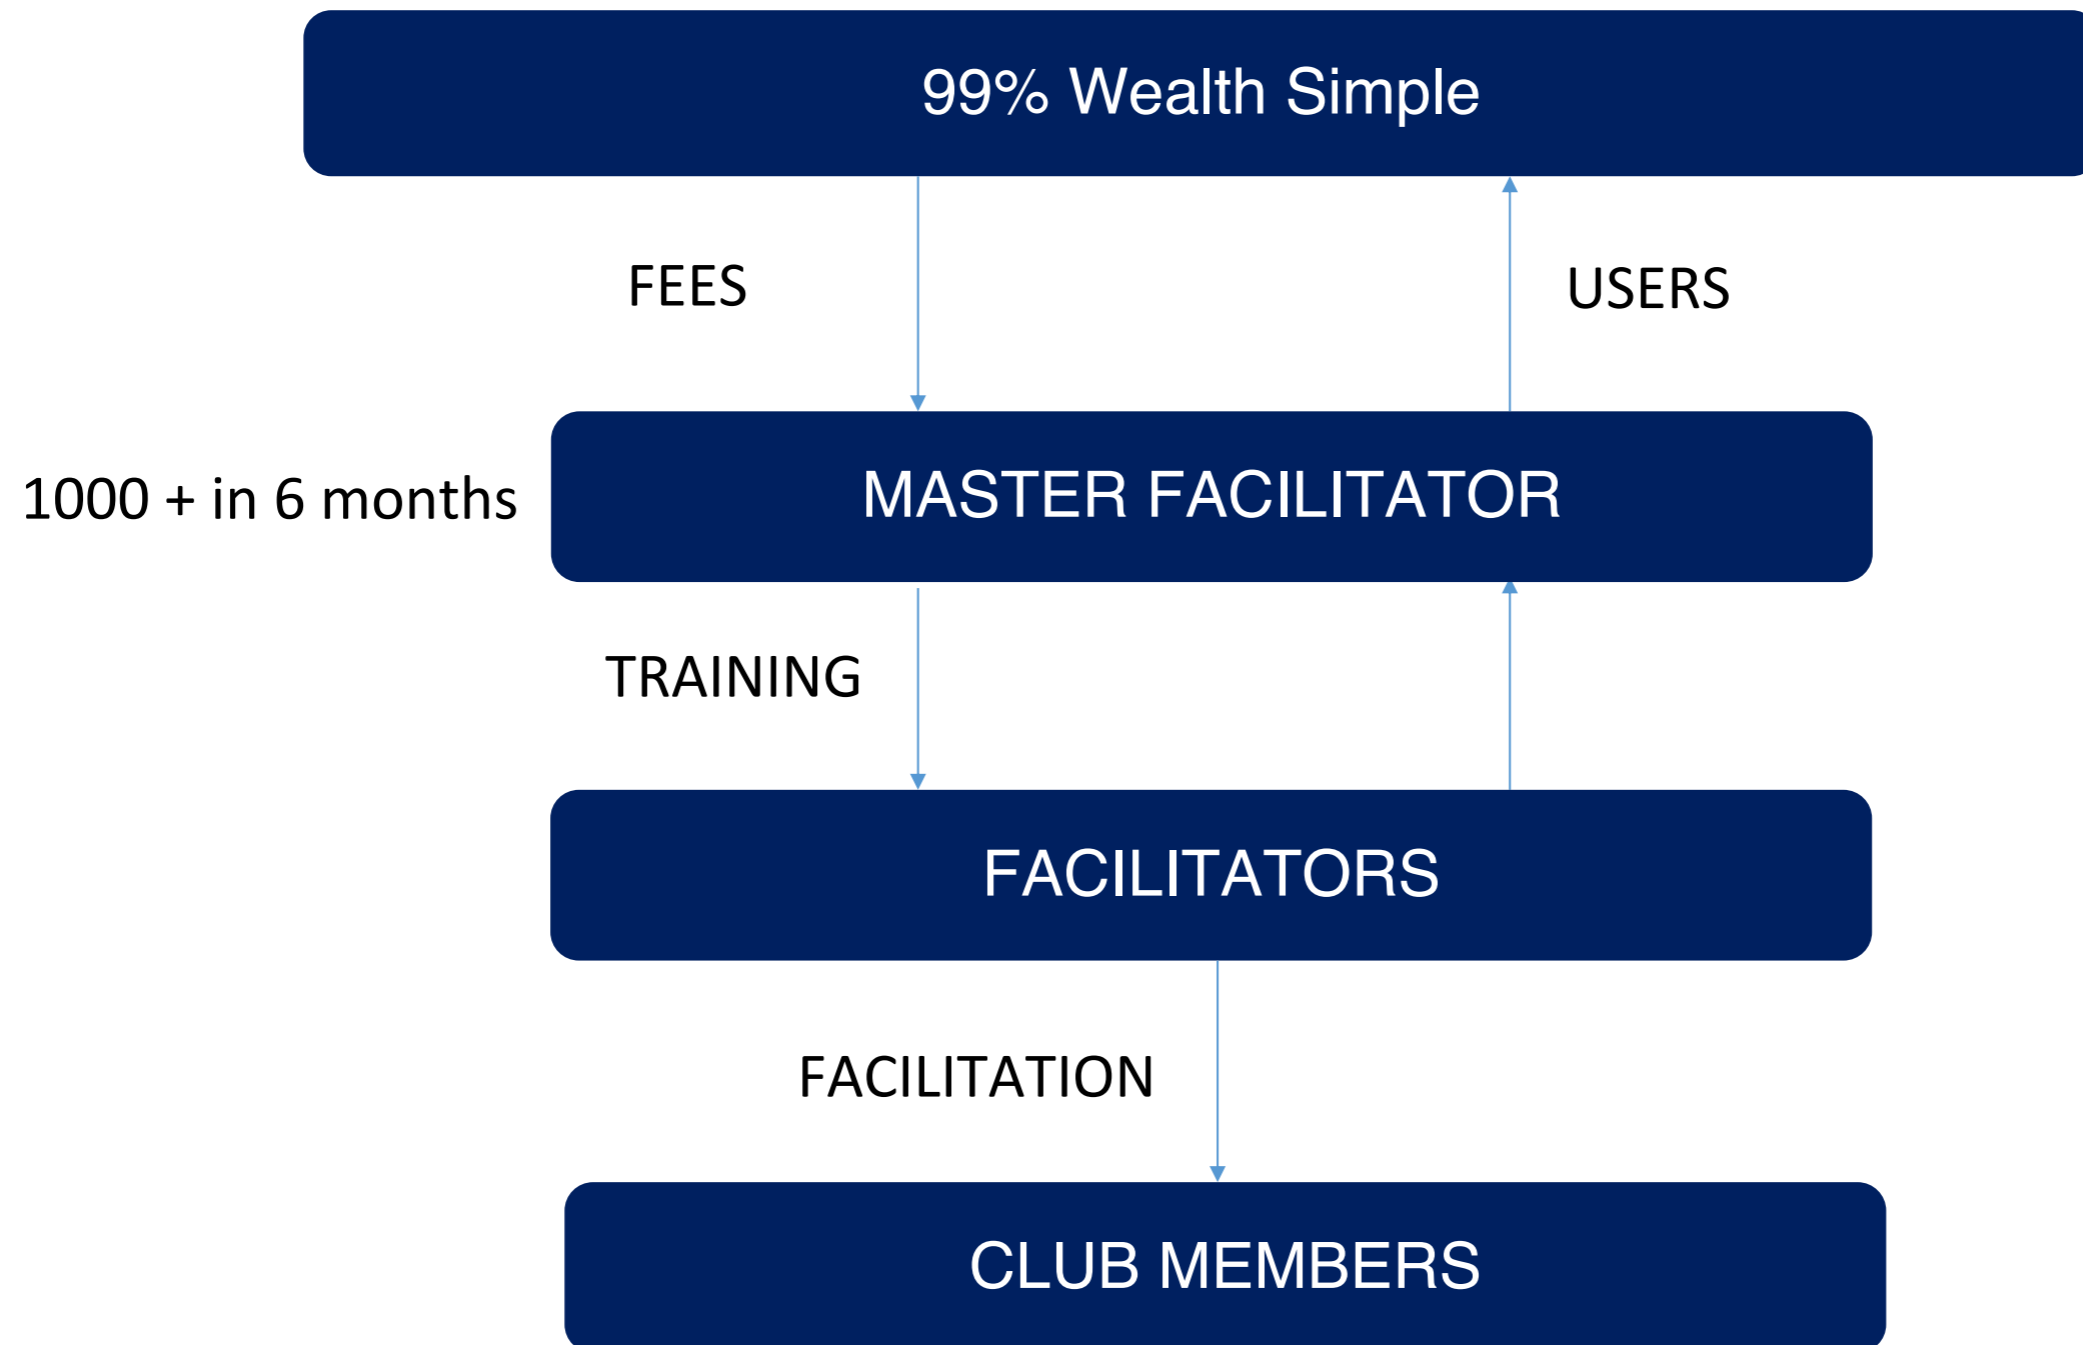 99% Wealth Simple
FEES
USERS
1000 + in 6 months
MASTER FACILITATOR
TRAINING
FACILITATORS
FACILITATION
CLUB MEMBERS